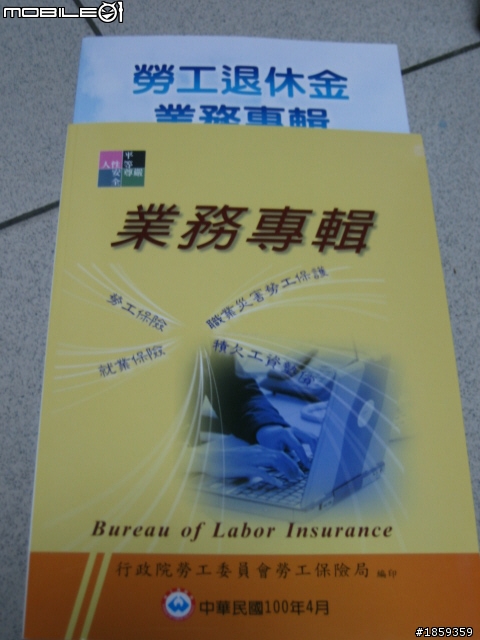 MOBILE01
勞工退休金
業務專輯
人性 平等
安全 尊嚴
業務專輯
勞工保險
職業災害勞工保護
就業保險
積欠工資墊償
Bureau of Labor Insurance
行政院勞工委員會勞工保險局 編印
中華民國100年4月
#1859359